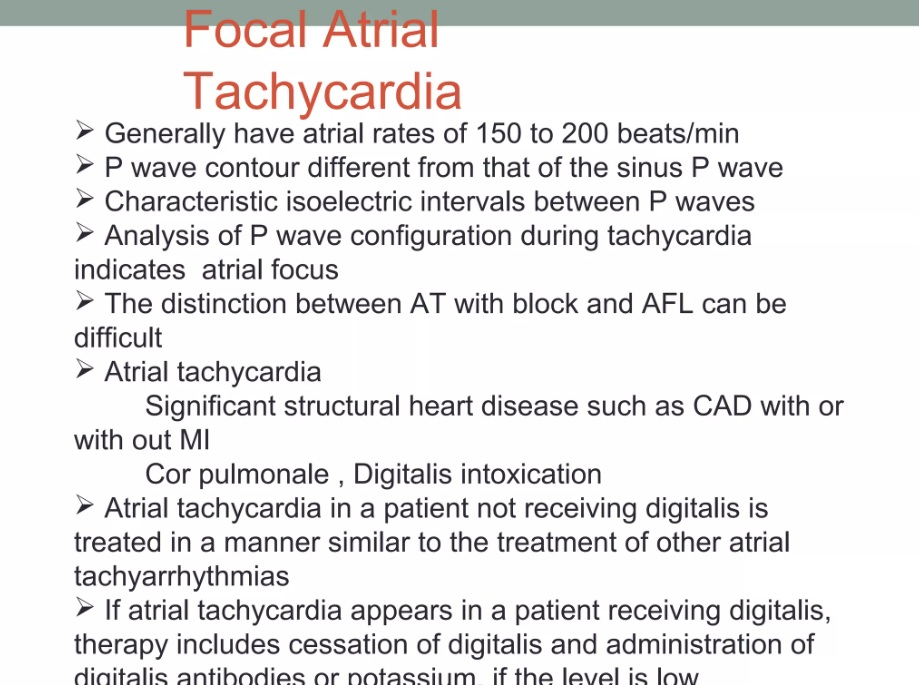 Focal Atrial
Tachycardia
➢ Generally have atrial rates of 150 to 200 beats/min
➢ P wave contour different from that of the sinus P wave
➢ Characteristic isoelectric intervals between P waves
➢ Analysis of P wave configuration during tachycardia
indicates  atrial focus
➢ The distinction between AT with block and AFL can be
difficult
➢ Atrial tachycardia
Significant structural heart disease such as CAD with or
with out MI
Cor pulmonale , Digitalis intoxication
➢ Atrial tachycardia in a patient not receiving digitalis is
treated in a manner similar to the treatment of other atrial
tachyarrhythmias
➢ If atrial tachycardia appears in a patient receiving digitalis,
therapy includes cessation of digitalis and administration of
digitalis antibodies or potassium, if the level is low